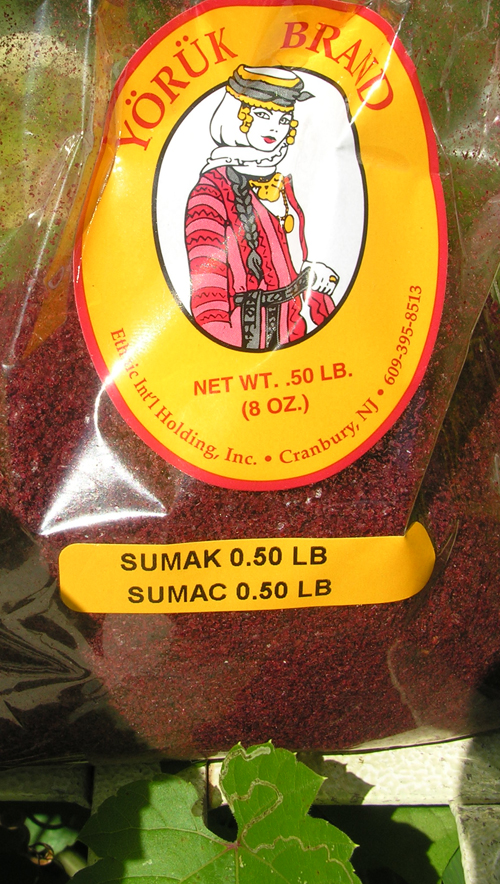 YÖRÜK BRAND
NET WT. .50 LB.
(8 OZ.)
Ethnic Int'l Holding, Inc. • Cranbury, NJ • 609-395-8513
SUMAK 0.50 LB
SUMAC 0.50 LB